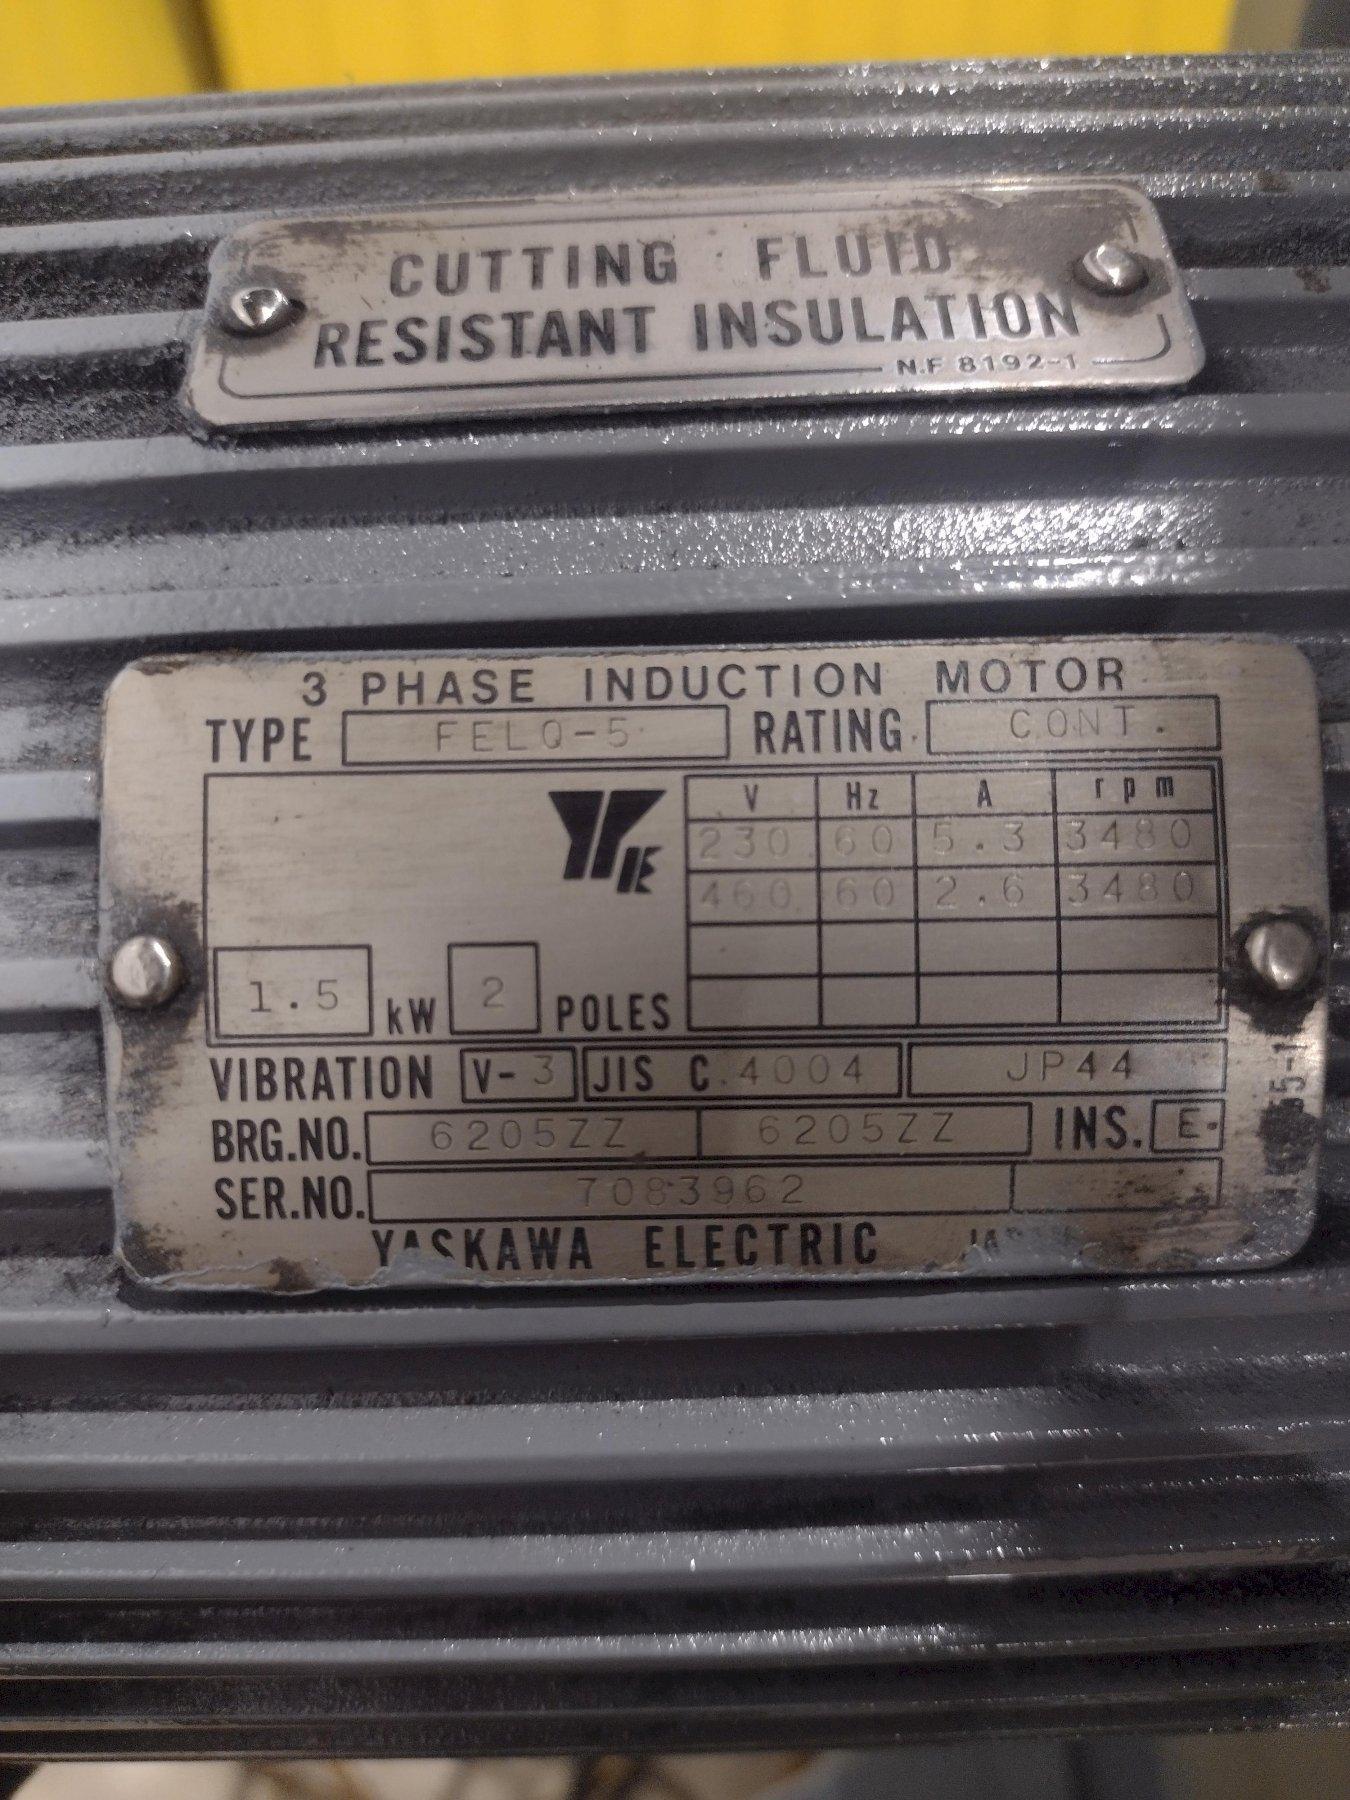 CUTTING FLUID
RESISTANT INSULATION
N.F 8192-1
3 PHASE INDUCTION MOTOR
TYPE FELQ-5 RATING CONT.
V Hz A rpm
230 60 5.3 3480
460 60 2.6 3480
1.5 kW 2 POLES
VIBRATION V-3 JIS C 4004 JP44
BRG.NO. 6205ZZ 6205ZZ INS. E
SER.NO. 7083962
YASKAWA ELECTRIC